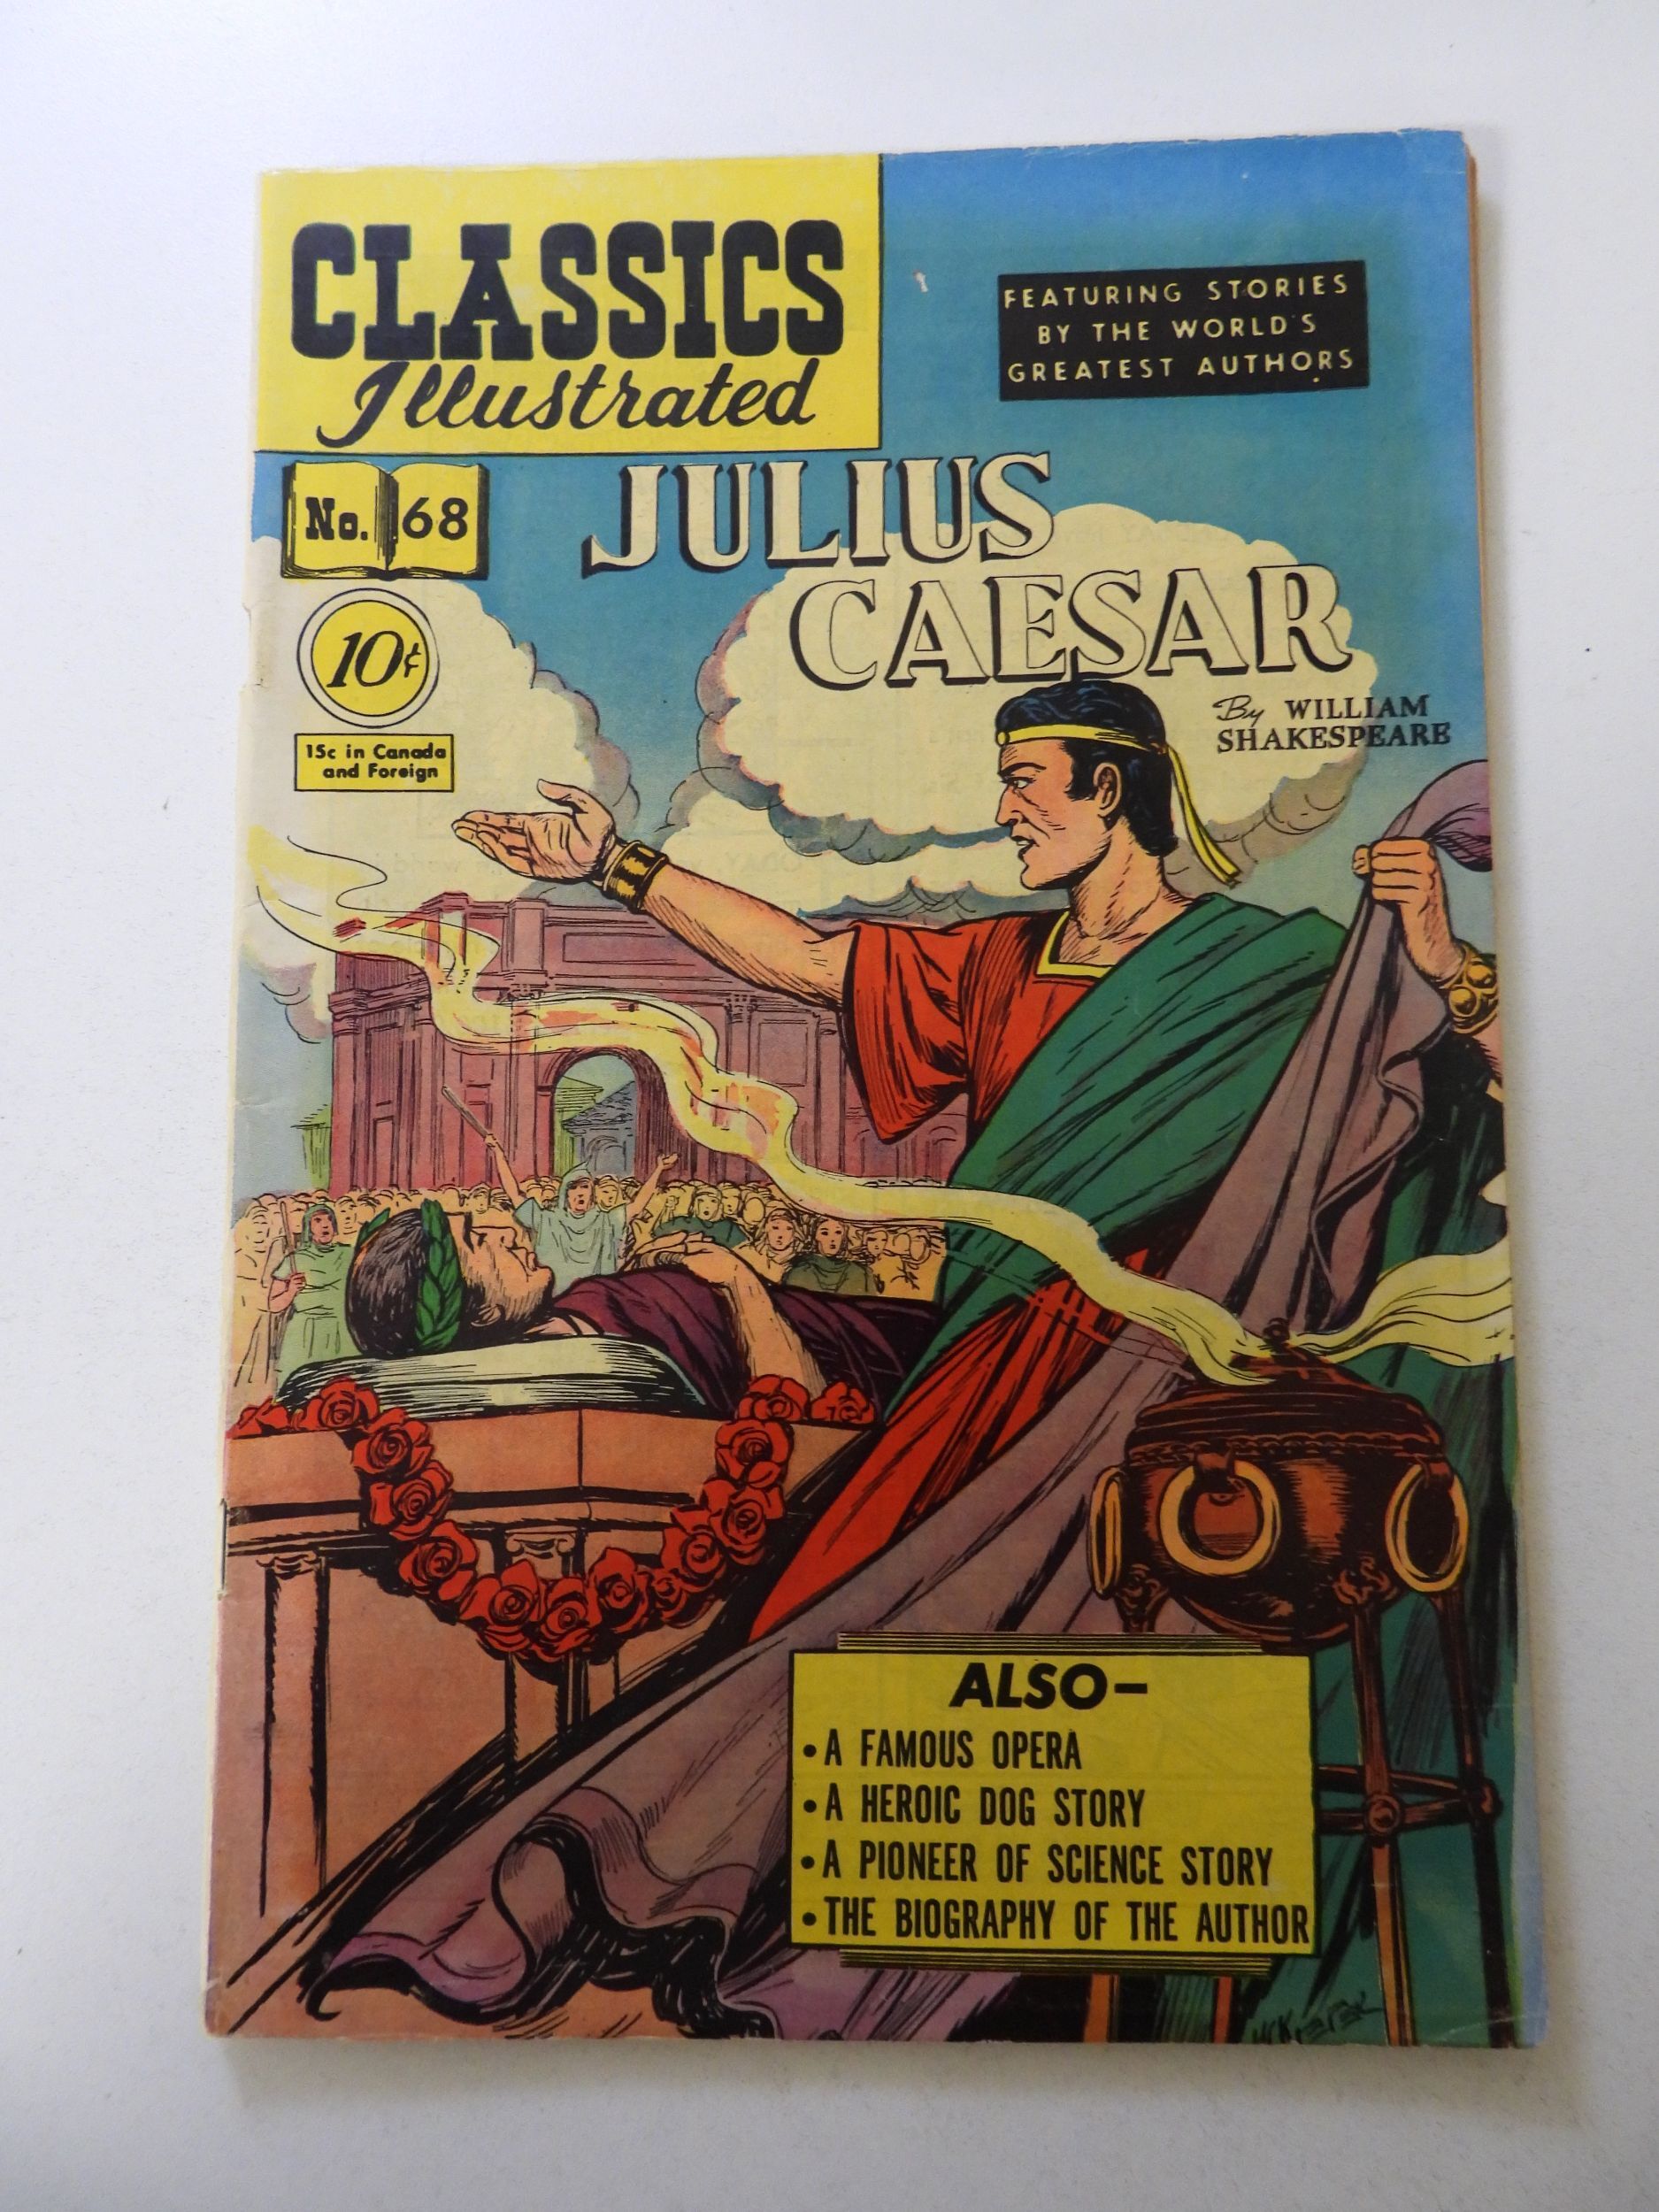 CLASSICS
Illustrated
FEATURING STORIES
BY THE WORLD'S
GREATEST AUTHORS
No. 68
JULIUS
CAESAR
10¢
By WILLIAM
SHAKESPEARE
15c in Canada
and Foreign
ALSO—
• A FAMOUS OPERA
• A HEROIC DOG STORY
• A PIONEER OF SCIENCE STORY
• THE BIOGRAPHY OF THE AUTHOR